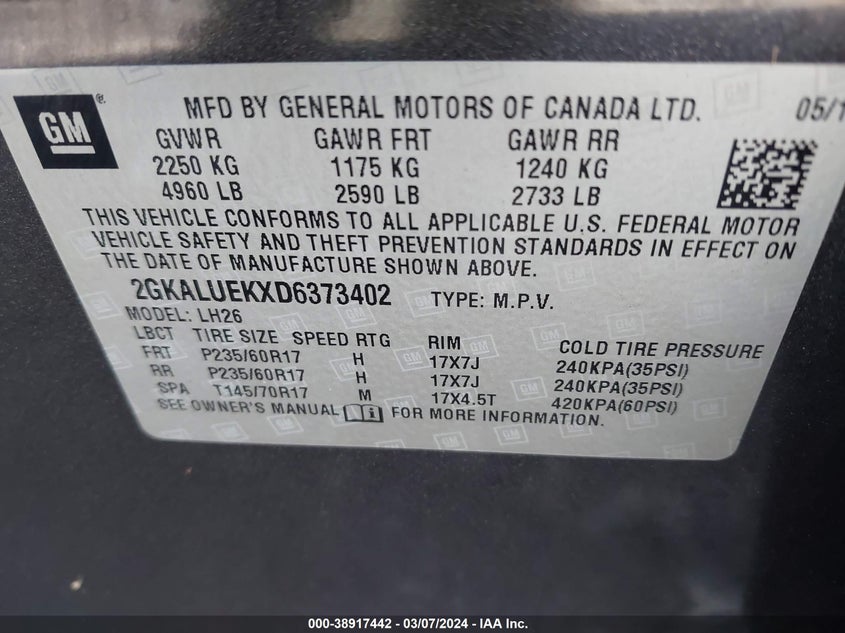 GM ®
MFD BY GENERAL MOTORS OF CANADA LTD. 05/1
GVWR GAWR FRT GAWR RR
2250 KG 1175 KG 1240 KG
4960 LB 2590 LB 2733 LB
THIS VEHICLE CONFORMS TO ALL APPLICABLE U.S. FEDERAL MOTOR
VEHICLE SAFETY AND THEFT PREVENTION STANDARDS IN EFFECT ON
THE DATE OF MANUFACTURE SHOWN ABOVE.
2GKALUEKXD6373402 TYPE: M.P.V.
MODEL: LH26
LBCT TIRE SIZE SPEED RTG RIM COLD TIRE PRESSURE
FRT P235/60R17 H 17X7J 240KPA(35PSI)
RR P235/60R17 H 17X7J 240KPA(35PSI)
SPA T145/70R17 M 17X4.5T 420KPA(60PSI)
SEE OWNER'S MANUAL FOR MORE INFORMATION.
000-38917442 - 03/07/2024 - IAA Inc.